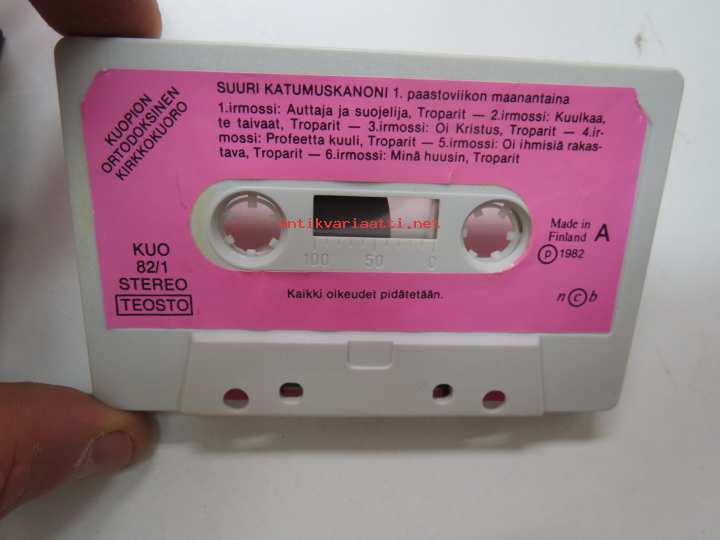 KUOPION
ORTODOKSINEN
KIRKKOKUORO
SUURI KATUMUSKANONI 1. paastoviikon maanantaina
1.irmossi: Auttaja ja suojelija, Troparit — 2.irmossi: Kuulkaa,
te taivaat, Troparit — 3.irmossi: Oi Kristus, Troparit — 4.ir-
mossi: Profeetta kuuli, Troparit — 5.irmossi: Oi ihmisiä rakas-
tava, Troparit — 6.irmossi: Minä huusin, Troparit
antikvariaatti.net
100 50 0
KUO
82/1
STEREO
TEOSTO
Made in
Finland A
p 1982
Kaikki oikeudet pidätetään.
n c b